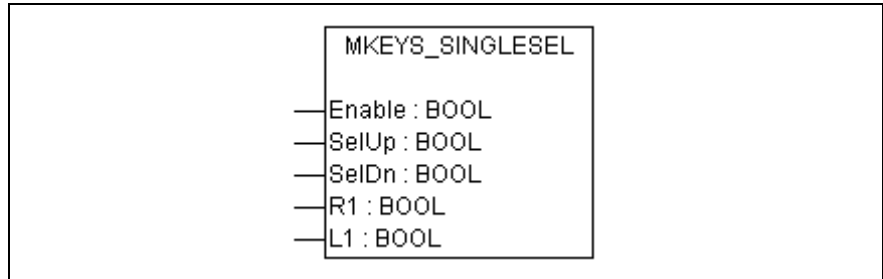 MKEYS_SINGLESEL
Enable : BOOL
SelUp : BOOL
SelDn : BOOL
R1 : BOOL
L1 : BOOL